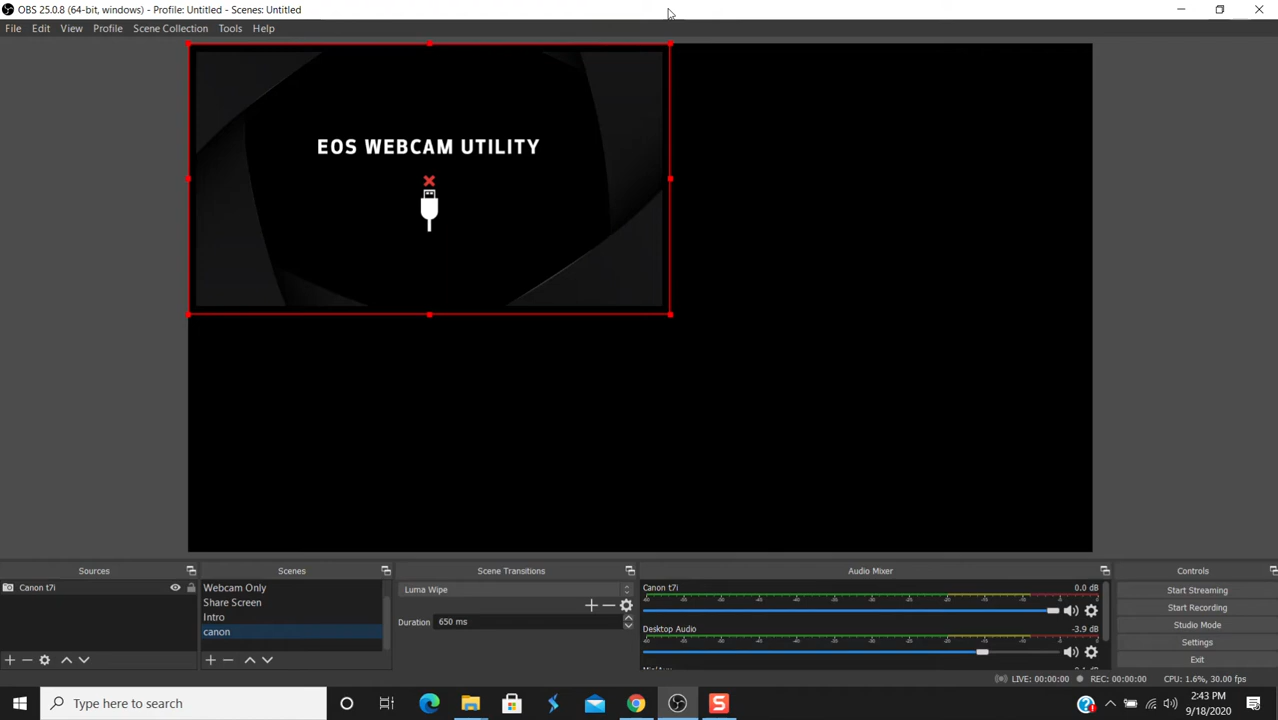 OBS 25.0.8 (64-bit, windows) - Profile: Untitled - Scenes: Untitled
File Edit View Profile Scene Collection Tools Help
EOS WEBCAM UTILITY
Sources Scenes Scene Transitions Audio Mixer Controls
Canon t7i
Webcam Only
Share Screen
Intro
canon
Luma Wipe
Duration 650 ms
Canon t7i 0.0 dB
Desktop Audio -3.9 dB
Start Streaming
Start Recording
Studio Mode
Settings
Exit
LIVE: 00:00:00 REC: 00:00:00 CPU: 1.6%, 30.00 fps
Type here to search
2:43 PM
9/18/2020